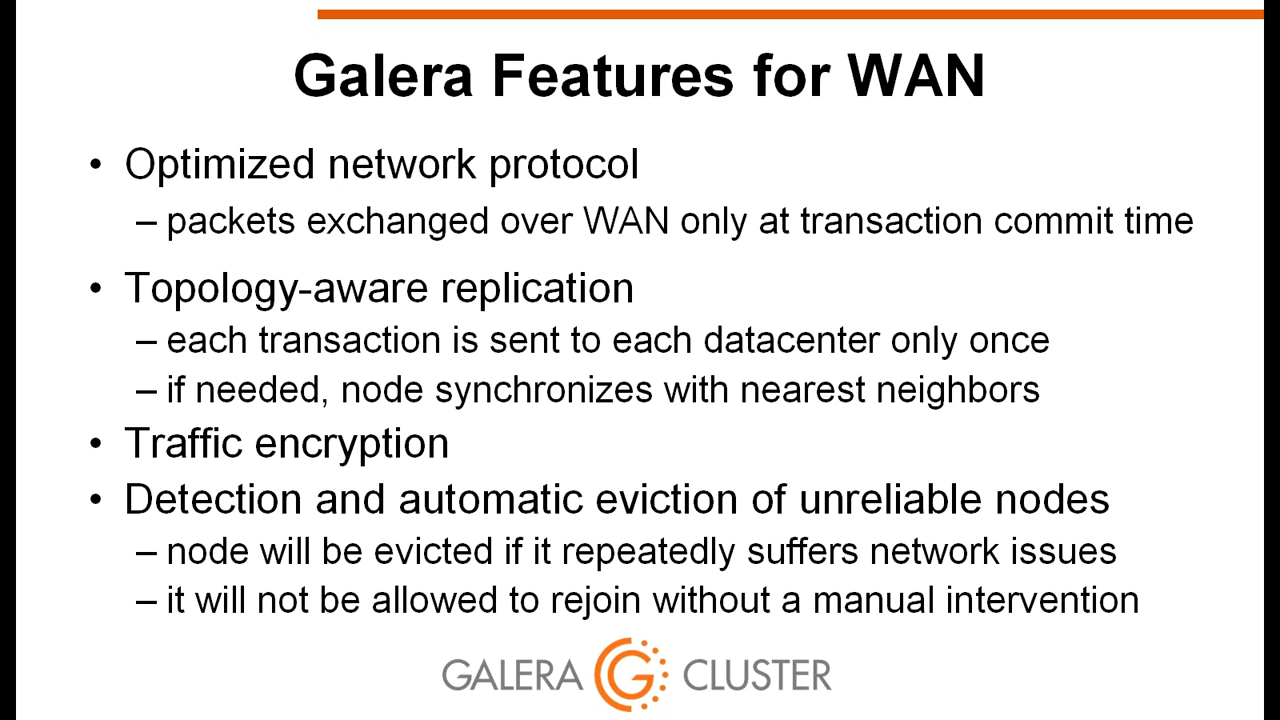 Galera Features for WAN
• Optimized network protocol
– packets exchanged over WAN only at transaction commit time
• Topology-aware replication
– each transaction is sent to each datacenter only once
– if needed, node synchronizes with nearest neighbors
• Traffic encryption
• Detection and automatic eviction of unreliable nodes
– node will be evicted if it repeatedly suffers network issues
– it will not be allowed to rejoin without a manual intervention
GALERA CLUSTER